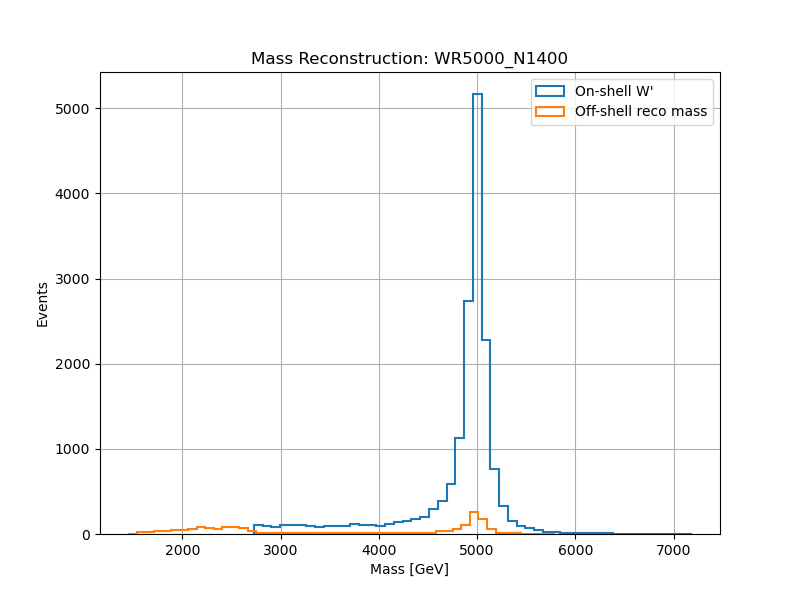 Mass Reconstruction: WR5000_N1400
On-shell W'
Off-shell reco mass
5000
4000
3000
2000
1000
0
Events
2000 3000 4000 5000 6000 7000
Mass [GeV]